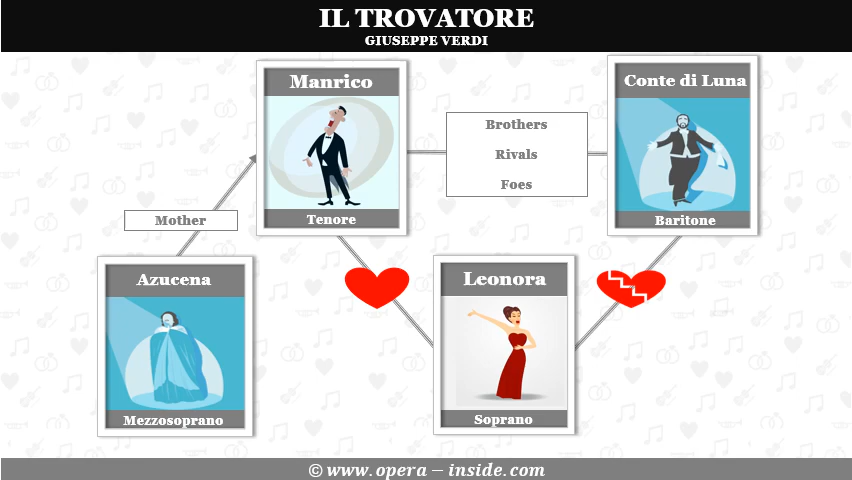 IL TROVATORE
GIUSEPPE VERDI
Manrico
Tenore
Brothers
Rivals
Foes
Conte di Luna
Baritone
Mother
Azucena
Mezzosoprano
Leonora
Soprano
© www.opera – inside.com